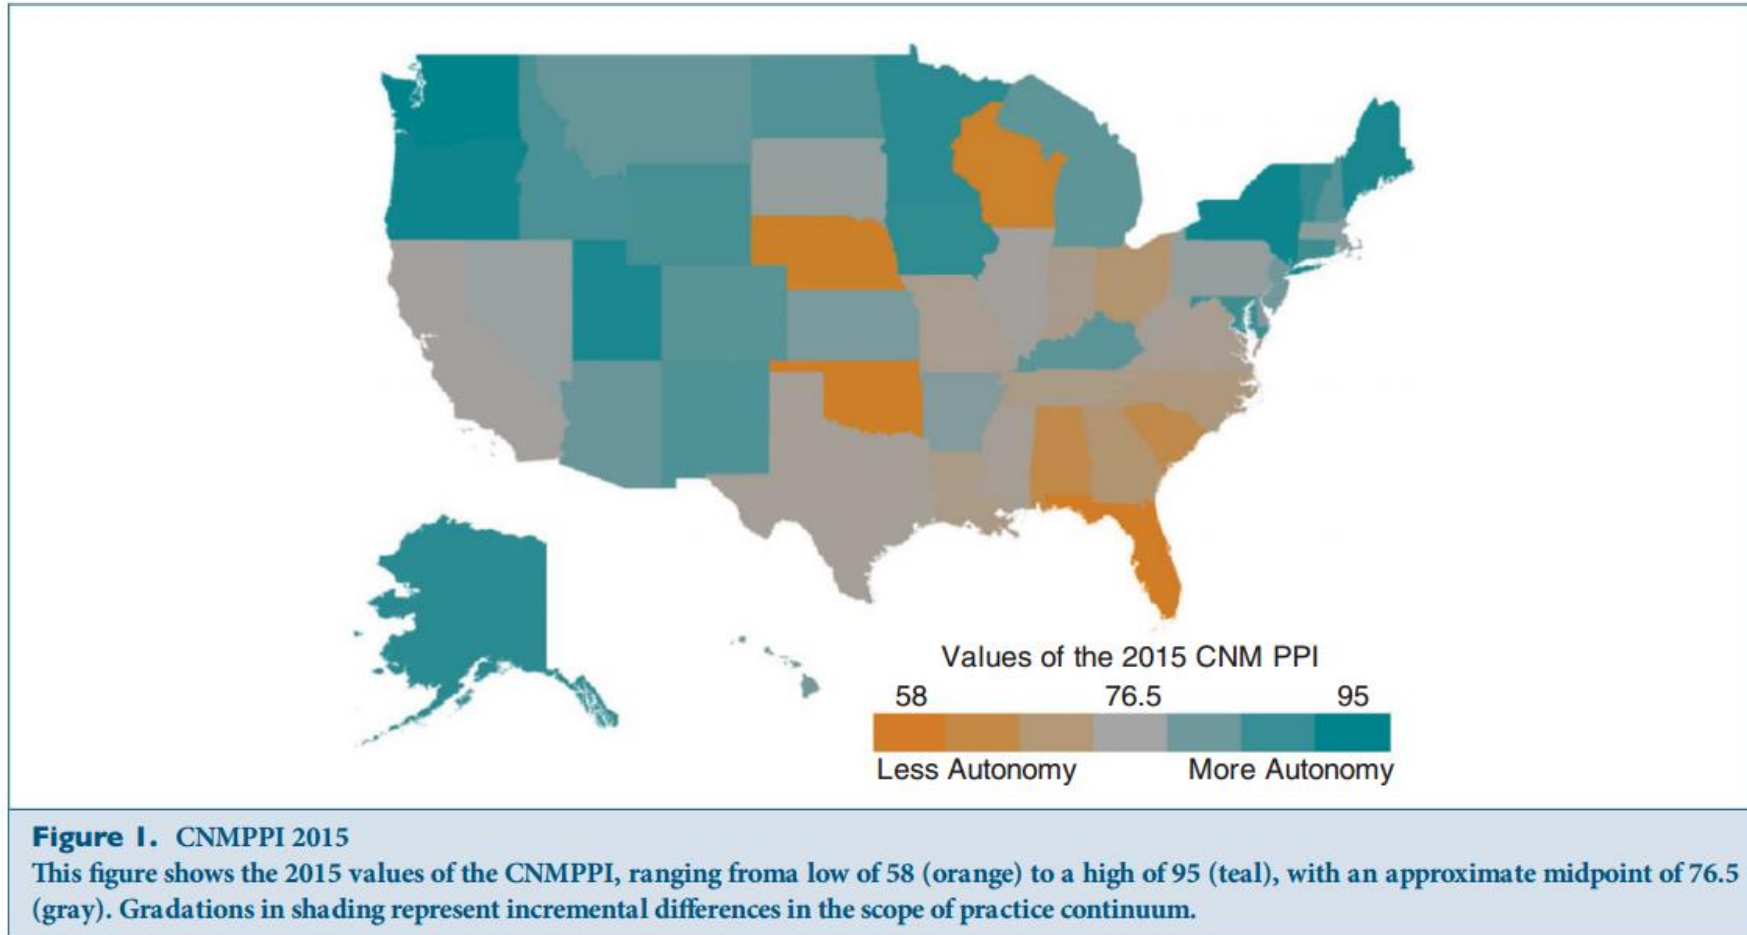 Values of the 2015 CNM PPI
58 76.5 95
Less Autonomy More Autonomy
Figure 1. CNMPPI 2015
This figure shows the 2015 values of the CNMPPI, ranging froma low of 58 (orange) to a high of 95 (teal), with an approximate midpoint of 76.5
(gray). Gradations in shading represent incremental differences in the scope of practice continuum.